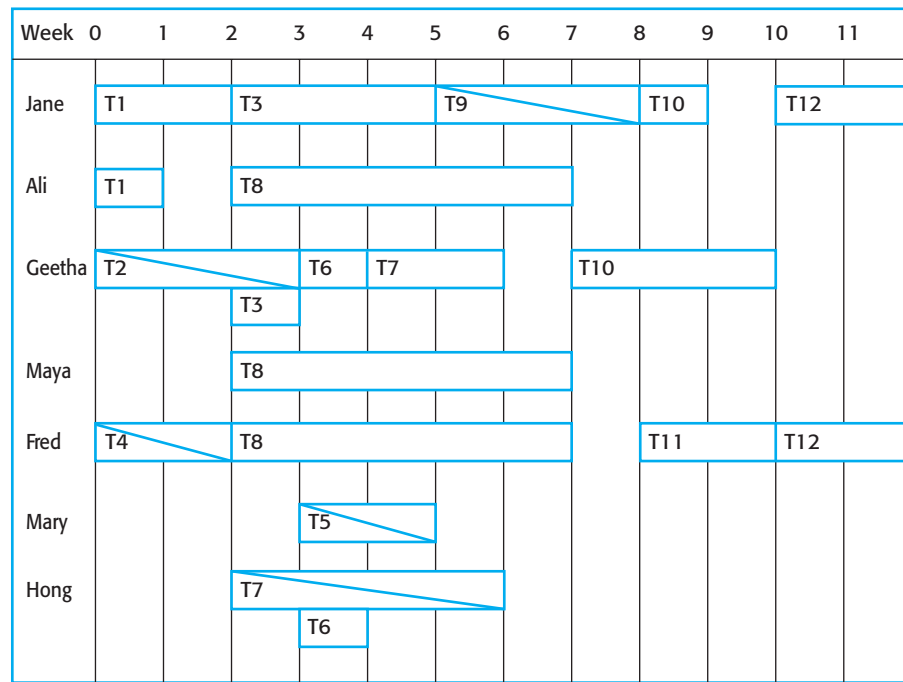 Week 0 1 2 3 4 5 6 7 8 9 10 11
Jane T1 T3 T9 T10 T12
Ali T1 T8
Geetha T2 T6 T7 T10
T3
Maya T8
Fred T4 T8 T11 T12
Mary T5
Hong T7
T6